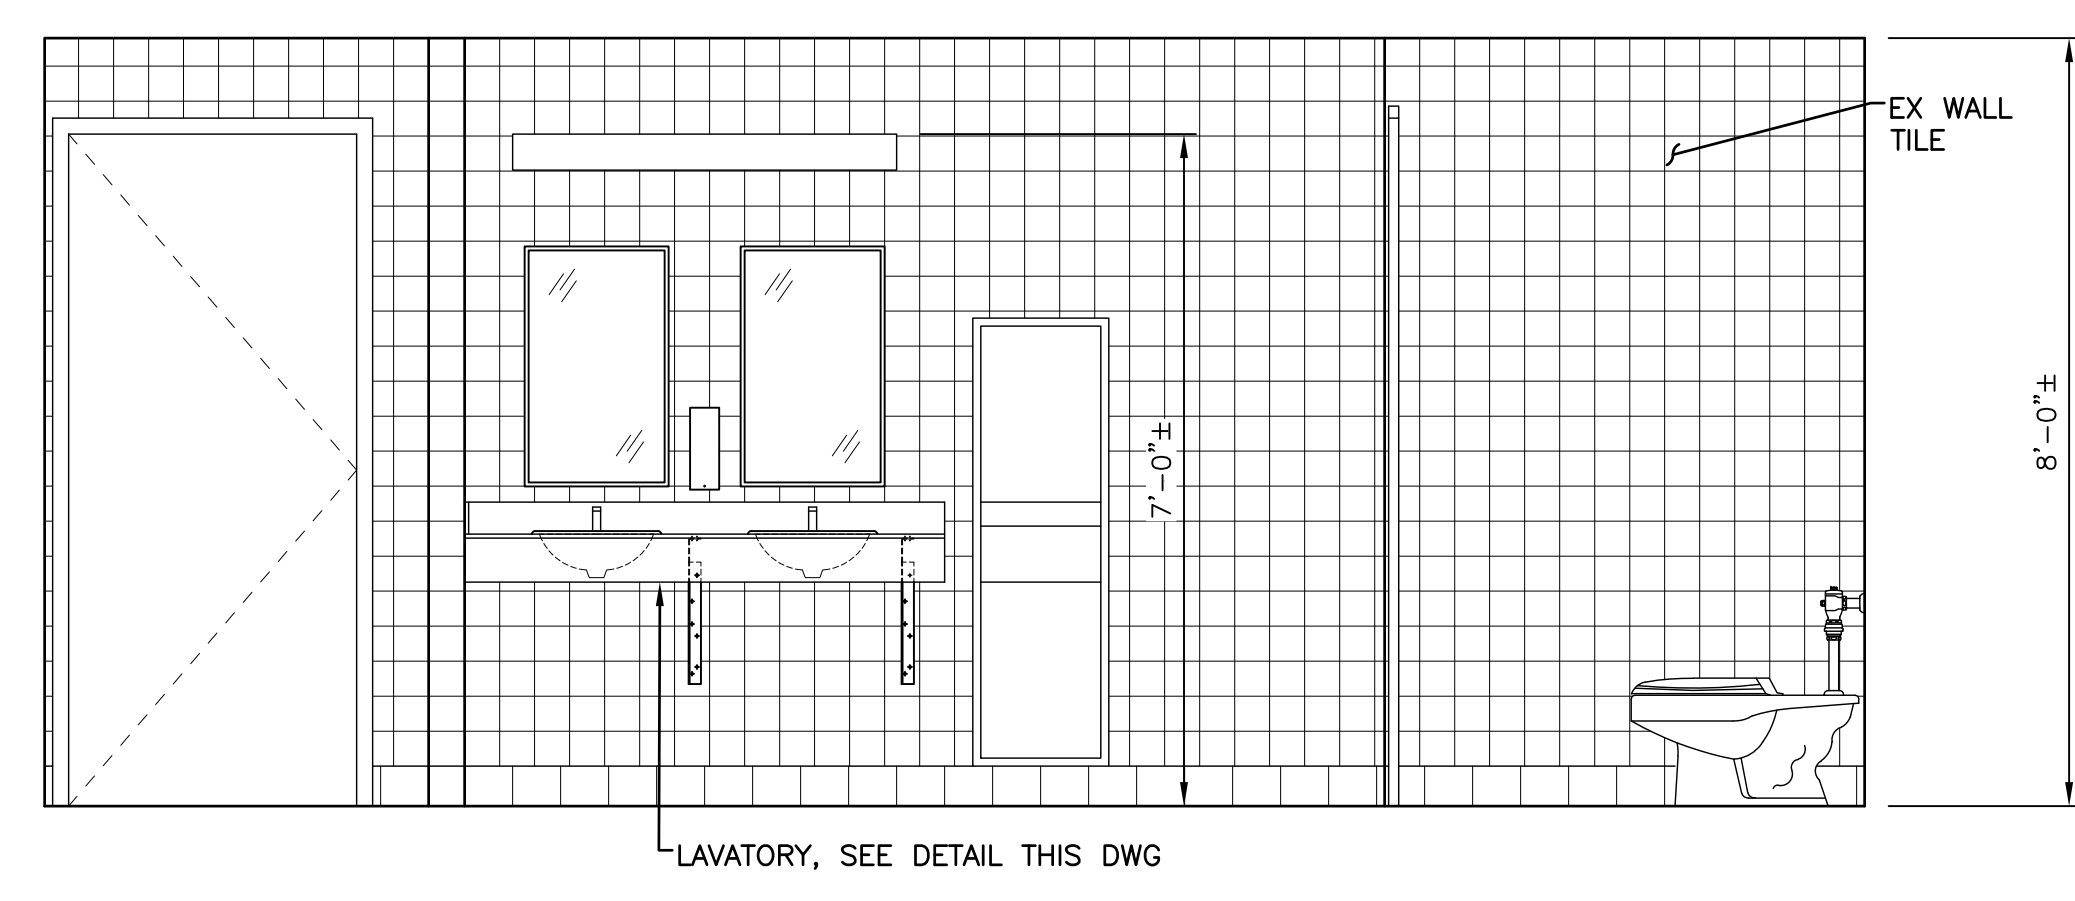 EX WALL
TILE
7'-0"±
8'-0"±
LAVATORY, SEE DETAIL THIS DWG